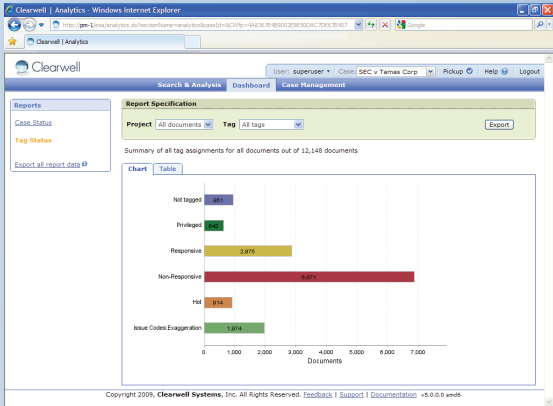 Clearwell | Analytics - Windows Internet Explorer
Google
Clearwell | Analytics
Clearwell
User: superuser Case: SEC v Tamas Corp Pickup Help Logout
Search & Analysis Dashboard Case Management
Reports
Case Status
Tag Status
Export all report data
Report Specification
Project All documents Tag All tags Export
Summary of all tag assignments for all documents out of 12,148 documents
Chart Table
Not tagged 951
Privileged
Responsive 2,875
Non-Responsive 6,871
Hot 914
Issue Codes:Exaggeration 1,974
0 1,000 2,000 3,000 4,000 5,000 6,000 7,000
Documents
Copyright 2009, Clearwell Systems, Inc. All Rights Reserved. Feedback | Support | Documentation v5.0.0.0 amd6